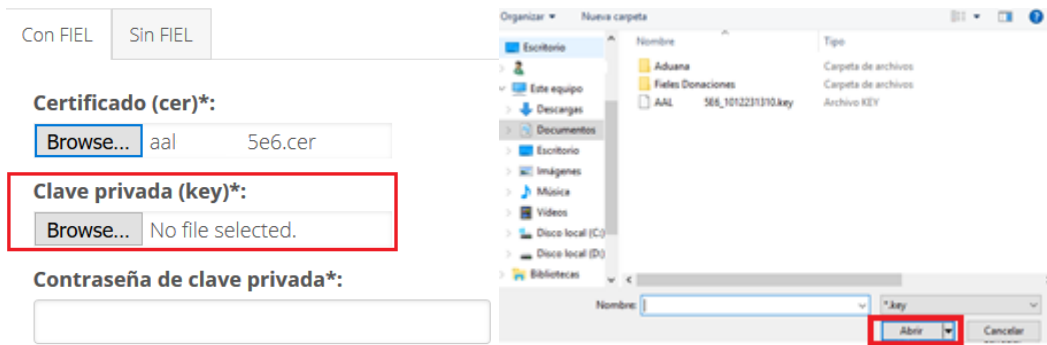 Con FIEL
Sin FIEL
Certificado (cer)*:
Browse... aal 5e6.cer
Clave privada (key)*:
Browse... No file selected.
Contraseña de clave privada*:
Organizar Nueva carpeta
Nombre Tipo
Escritorio
Este equipo
Descargas
Documentos
Escritorio
Imágenes
Música
Vídeos
Disco local (C:)
Disco local (D:)
Bibliotecas
Aduana Carpeta de archivos
Fieles Donaciones Carpeta de archivos
AAL 5E6_1012231310.key Archivo KEY
Nombre: *.key
Abrir Cancelar